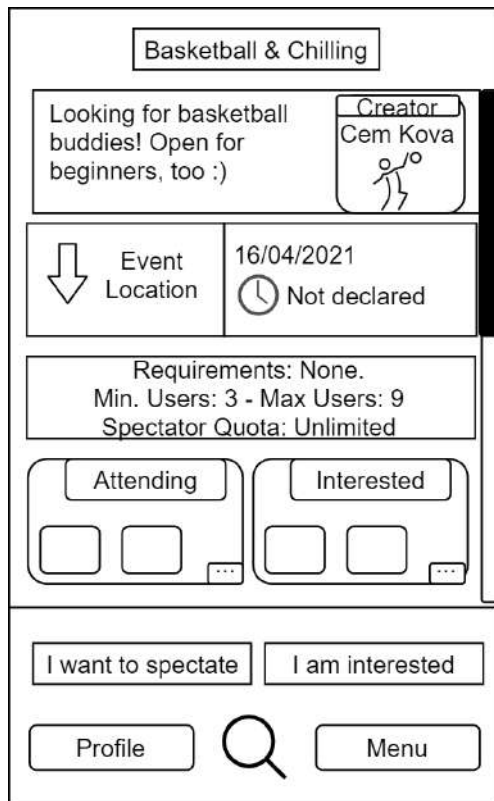 Basketball & Chilling
Looking for basketball
buddies! Open for
beginners, too :)
Creator
Cem Kova
Event
Location
16/04/2021
Not declared
Requirements: None.
Min. Users: 3 - Max Users: 9
Spectator Quota: Unlimited
Attending
...
Interested
...
I want to spectate
I am interested
Profile
Menu